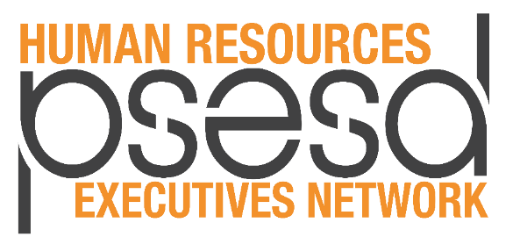 HUMAN RESOURCES
psesd
EXECUTIVES NETWORK